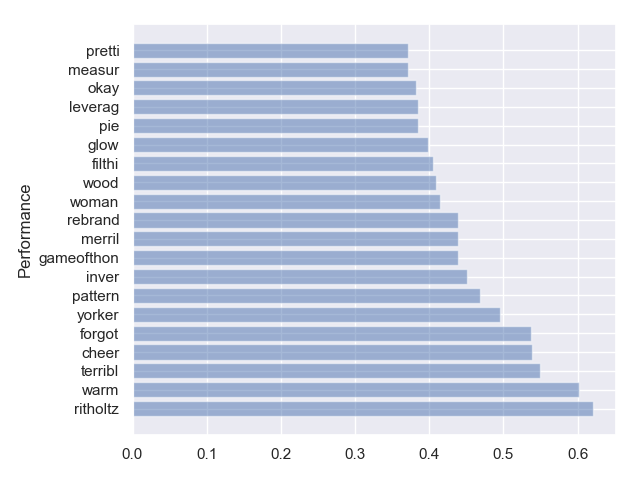 pretti
measur
okay
leverag
pie
glow
filthi
wood
woman
rebrand
merril
gameofthon
inver
pattern
yorker
forgot
cheer
terribl
warm
ritholtz
Performance
0.0 0.1 0.2 0.3 0.4 0.5 0.6